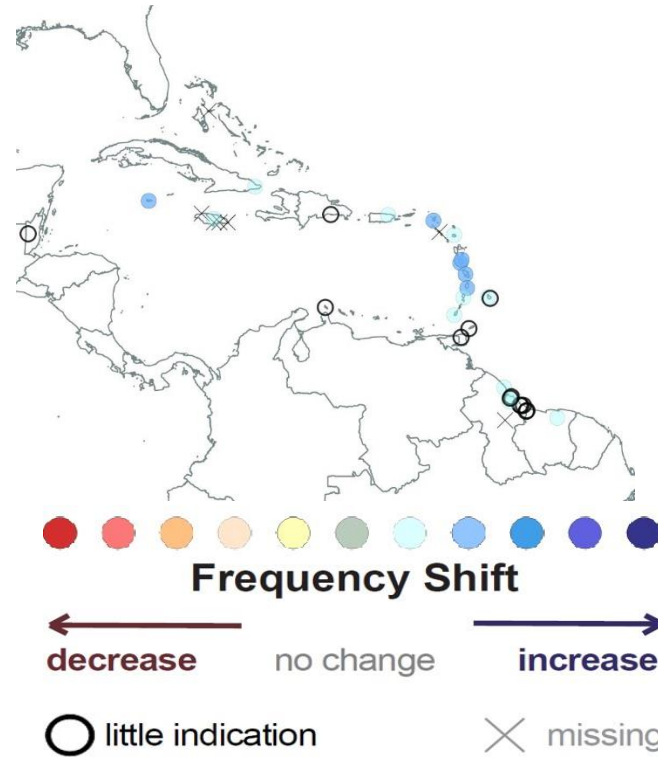 Frequency Shift
decrease no change increase
little indication missing